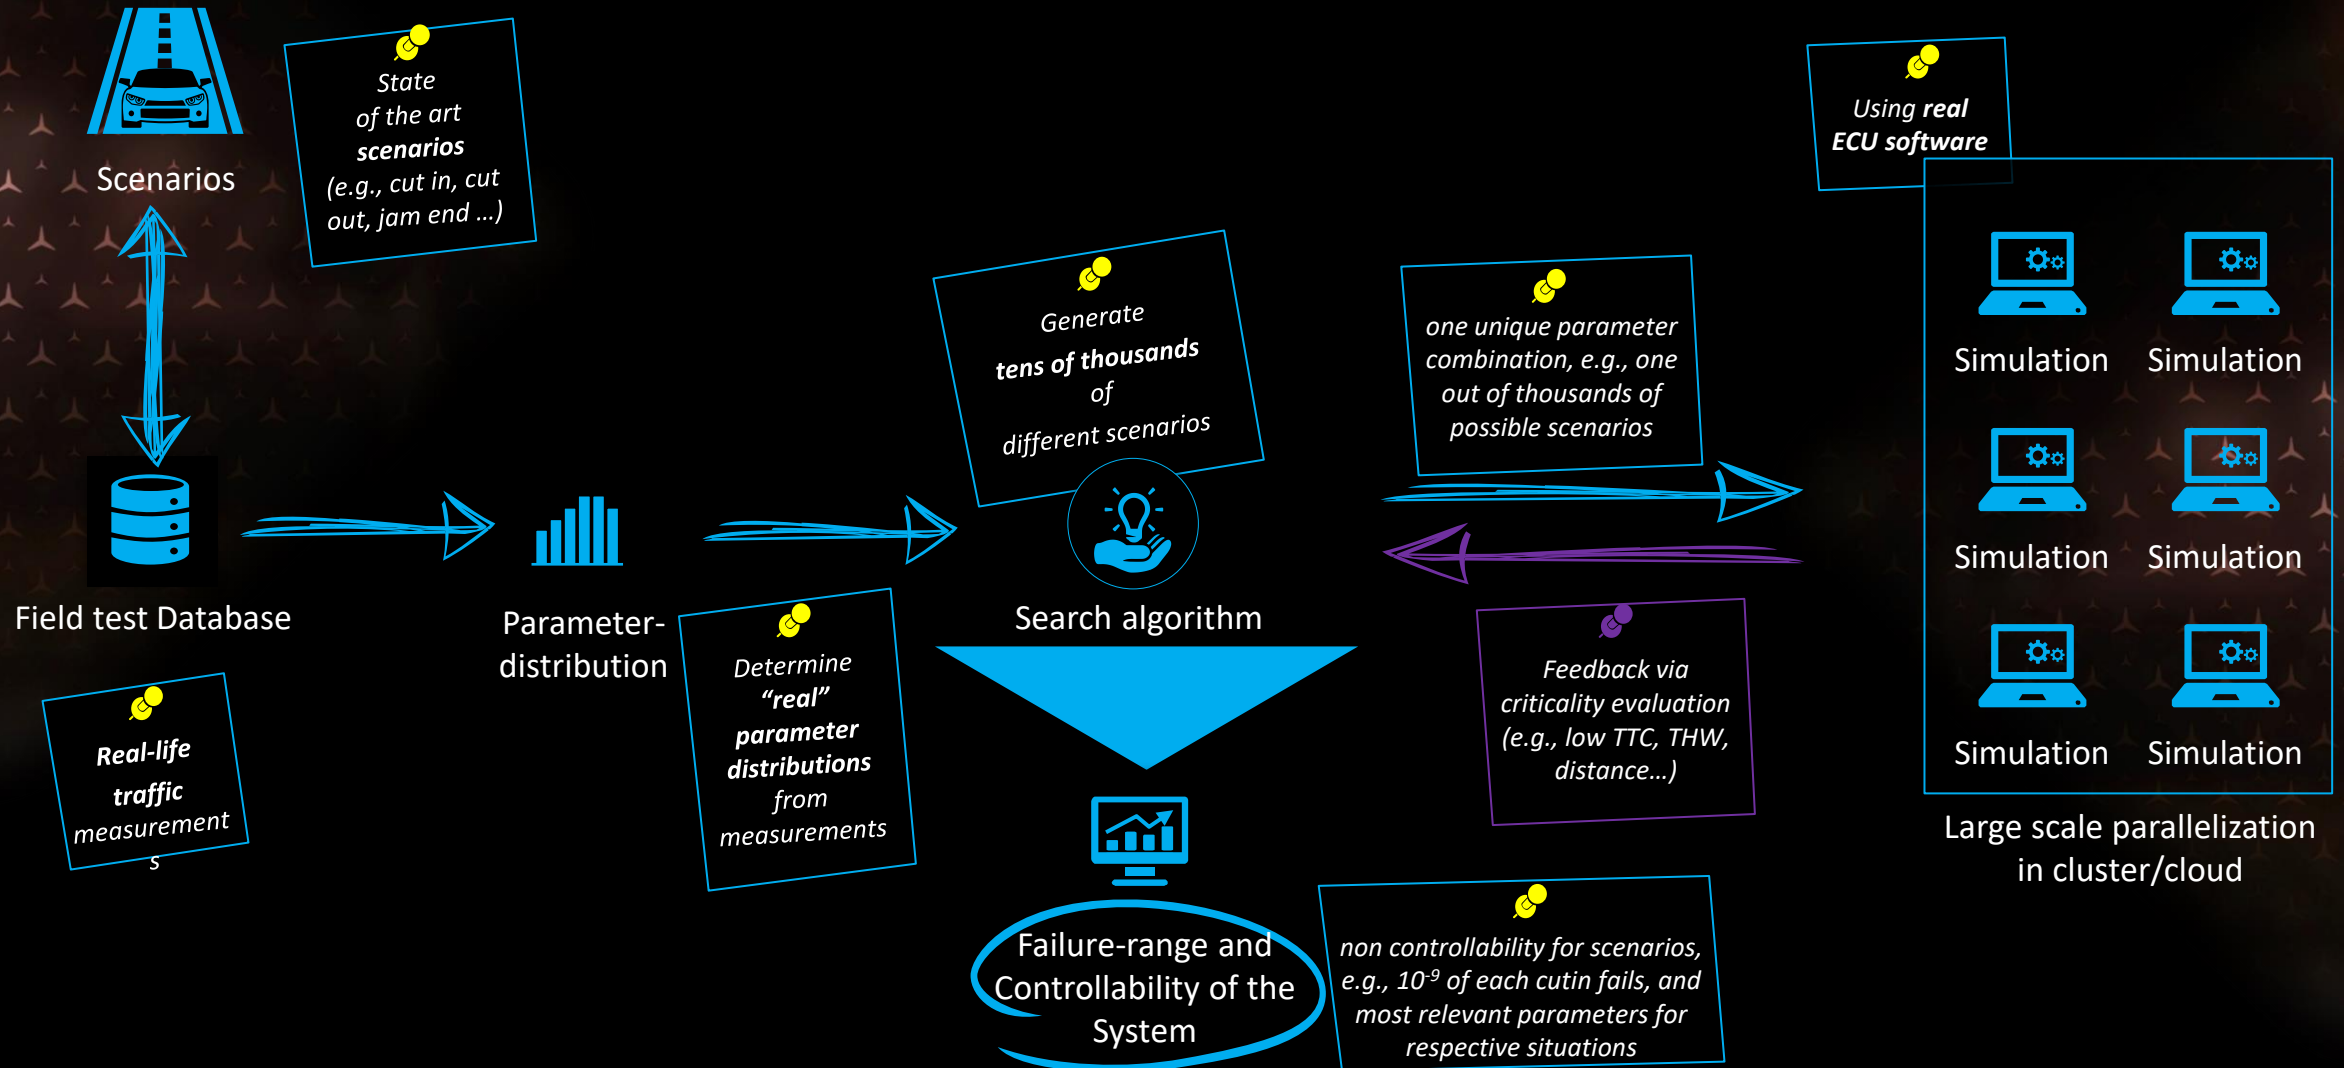 Scenarios
State
of the art
scenarios
(e.g., cut in, cut
out, jam end …)
Field test Database
Real-life
traffic
measurement
s
Parameter-
distribution
Determine
“real”
parameter
distributions
from
measurements
Generate
tens of thousands
of
different scenarios
Search algorithm
one unique parameter
combination, e.g., one
out of thousands of
possible scenarios
Feedback via
criticality evaluation
(e.g., low TTC, THW,
distance…)
Using real
ECU software
Simulation Simulation
Simulation Simulation
Simulation Simulation
Large scale parallelization
in cluster/cloud
Failure-range and
Controllability of the
System
non controllability for scenarios,
e.g., 10⁻⁹ of each cutin fails, and
most relevant parameters for
respective situations